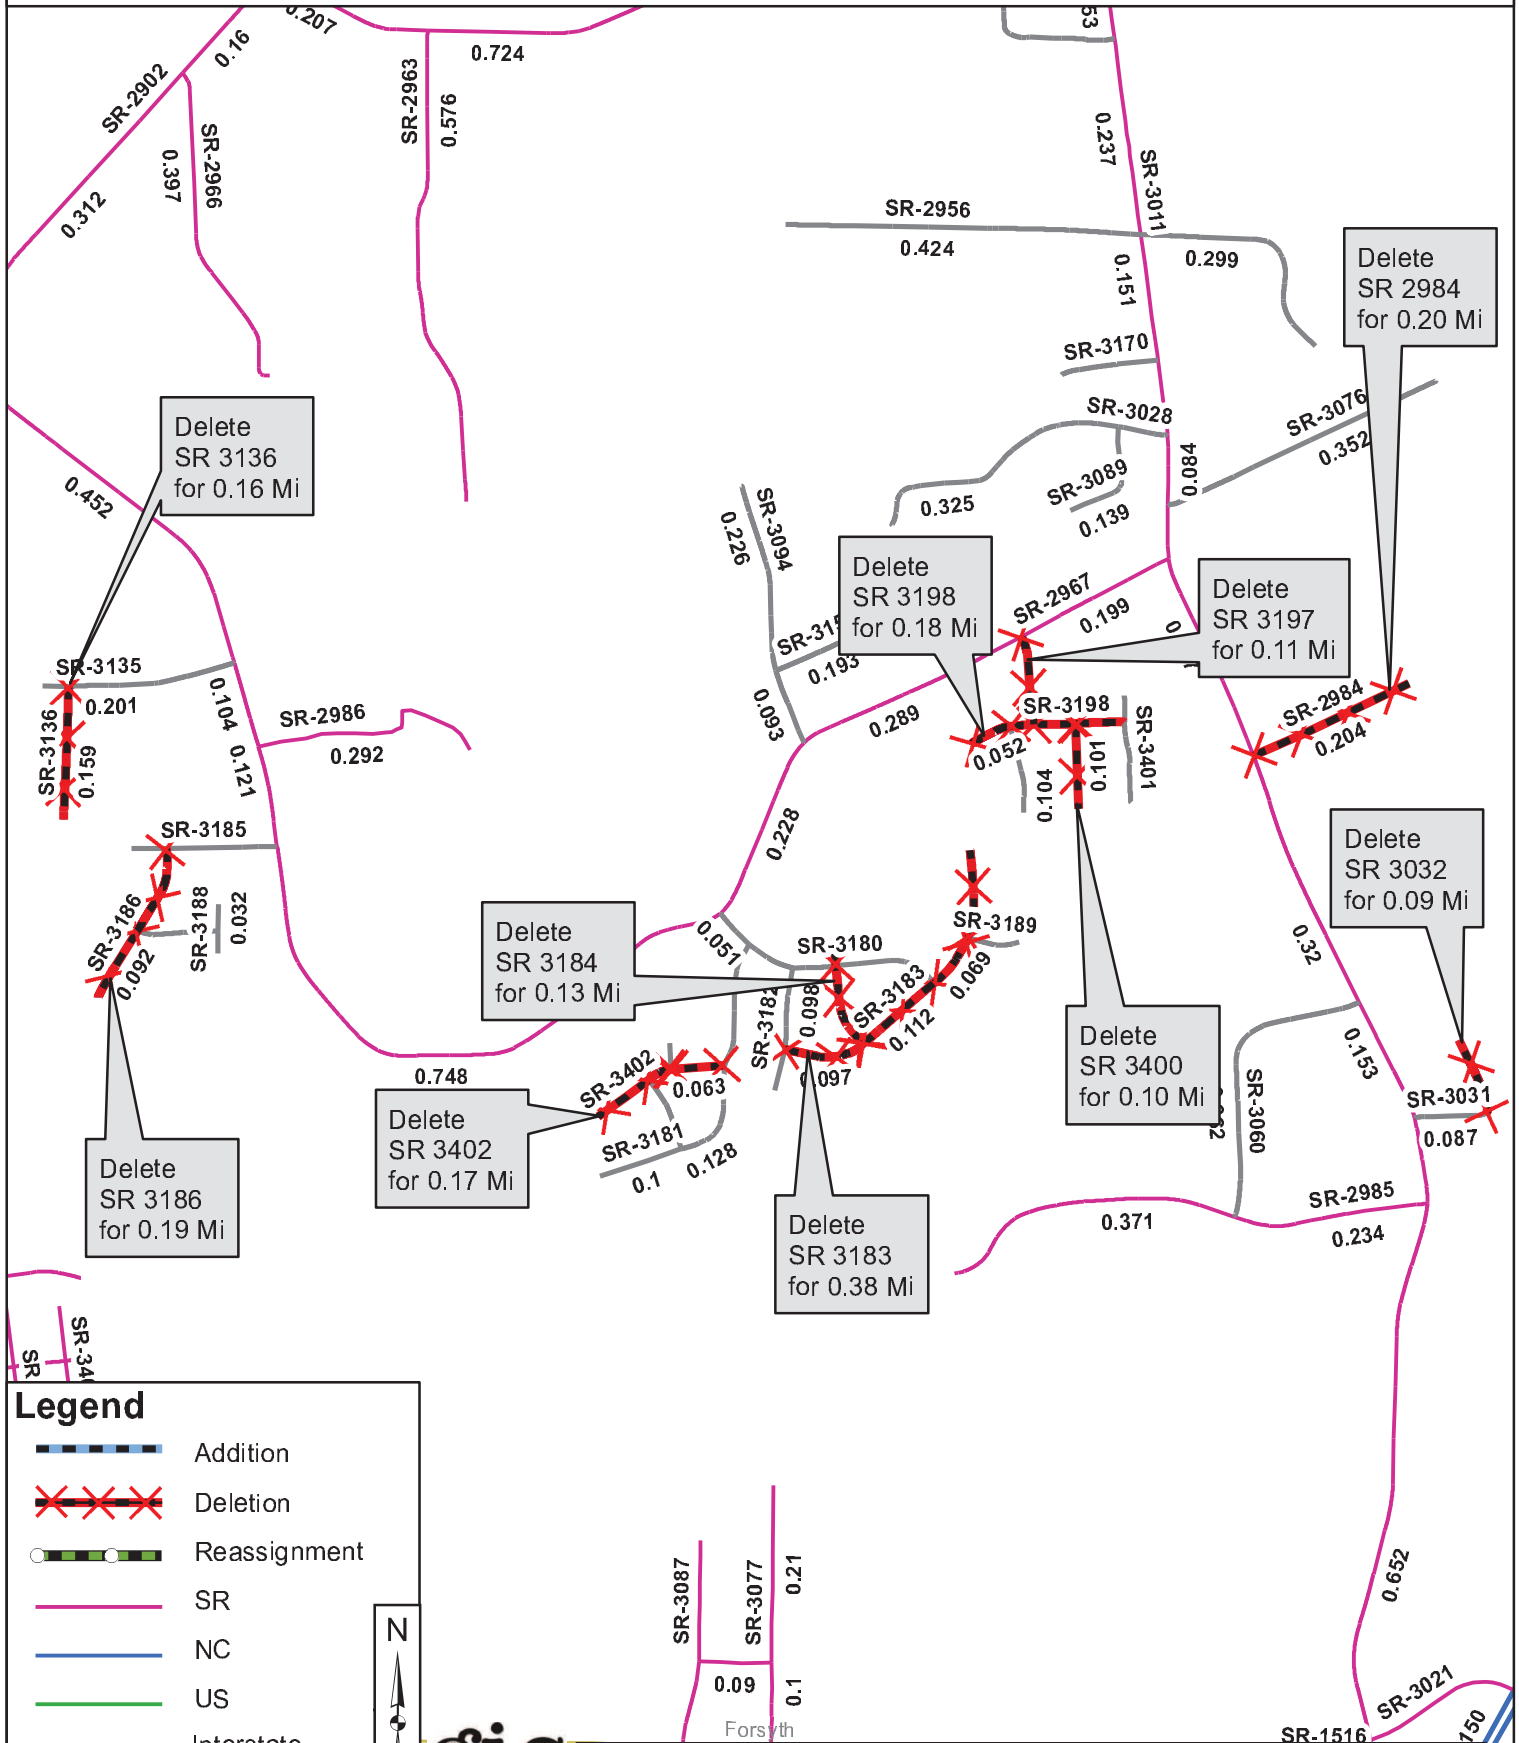 0.207
0.16
0.724
SR-2902
SR-2966
0.397
0.312
SR-2963
0.576
53
0.237
SR-3011
SR-2956
0.424
0.299
0.151
Delete
SR 2984
for 0.20 Mi
SR-3170
SR-3028
SR-3076
0.352
0.084
SR-3089
0.139
0.325
Delete
SR 3136
for 0.16 Mi
0.452
SR-3094
0.226
Delete
SR 3198
for 0.18 Mi
SR-2967
0.199
Delete
SR 3197
for 0.11 Mi
SR-315
0.193
0.093
0.289
SR-3135
0.201
SR-3136
0.159
0.104
0.121
SR-2986
0.292
SR-3198
0.052
0.104
0.101
SR-3401
SR-2984
0.204
SR-3185
SR-3186
0.092
SR-3188
0.032
0.228
Delete
SR 3032
for 0.09 Mi
Delete
SR 3184
for 0.13 Mi
0.051
SR-3180
SR-3189
0.069
SR-3183
0.112
SR-3182
0.098
0.097
0.32
0.153
Delete
SR 3400
for 0.10 Mi
SR-3060
SR-3031
0.087
0.748
SR-3402
0.063
Delete
SR 3402
for 0.17 Mi
SR-3181
0.1
0.128
Delete
SR 3186
for 0.19 Mi
Delete
SR 3183
for 0.38 Mi
0.371
SR-2985
0.234
SR
SR-340
Legend
Addition
Deletion
Reassignment
SR
NC
US
Interstate
N
SR-3087
SR-3077
0.21
0.09
0.1
Forsyth
0.652
SR-3021
SR-1516
150